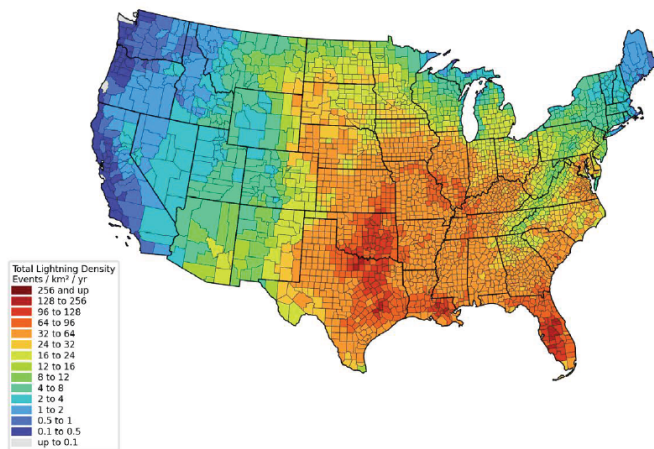 Total Lightning Density
Events / km² / yr
256 and up
128 to 256
96 to 128
64 to 96
32 to 64
24 to 32
16 to 24
12 to 16
8 to 12
4 to 8
2 to 4
1 to 2
0.5 to 1
0.1 to 0.5
up to 0.1